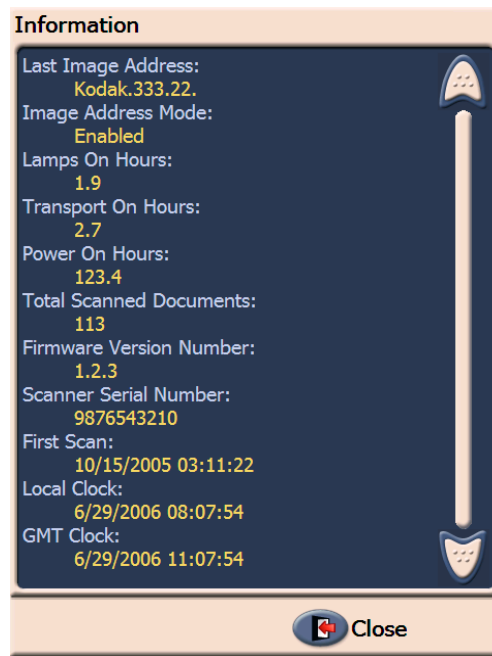 Information
Last Image Address:
Kodak.333.22.
Image Address Mode:
Enabled
Lamps On Hours:
1.9
Transport On Hours:
2.7
Power On Hours:
123.4
Total Scanned Documents:
113
Firmware Version Number:
1.2.3
Scanner Serial Number:
9876543210
First Scan:
10/15/2005 03:11:22
Local Clock:
6/29/2006 08:07:54
GMT Clock:
6/29/2006 11:07:54
Close